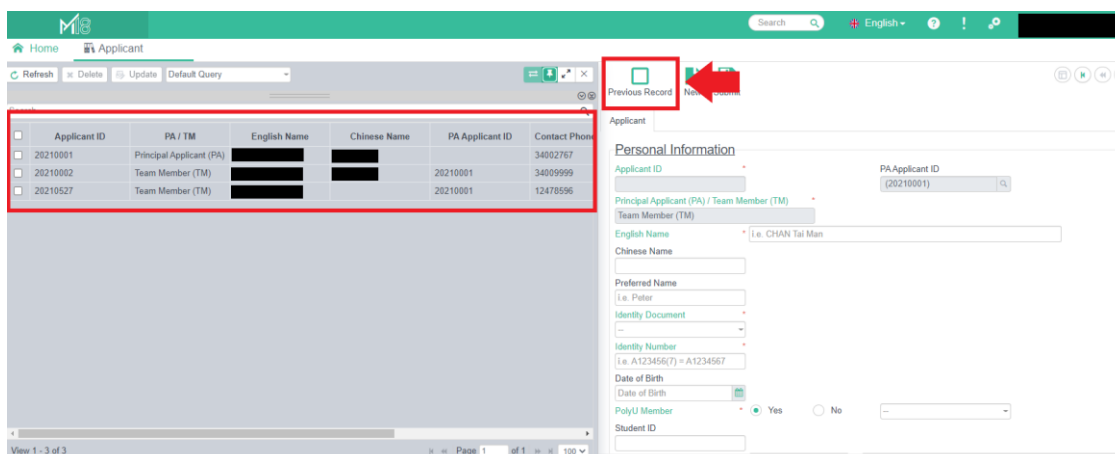 M18
Search
English
?
!
Home
Applicant
Refresh
Delete
Update
Default Query
Search
Applicant ID PA / TM English Name Chinese Name PA Applicant ID Contact Phone
20210001 Principal Applicant (PA) 34002767
20210002 Team Member (TM) 20210001 34009999
20210527 Team Member (TM) 20210001 12478596
View 1 - 3 of 3
Page 1 of 1
100
Previous Record
New
Submit
Applicant
Personal Information
Applicant ID *
PA Applicant ID
(20210001)
Principal Applicant (PA) / Team Member (TM) *
Team Member (TM)
English Name * i.e. CHAN Tai Man
Chinese Name
Preferred Name
i.e. Peter
Identity Document *
--
Identity Number *
i.e. A123456(7) = A1234567
Date of Birth
Date of Birth
PolyU Member * Yes No --
Student ID